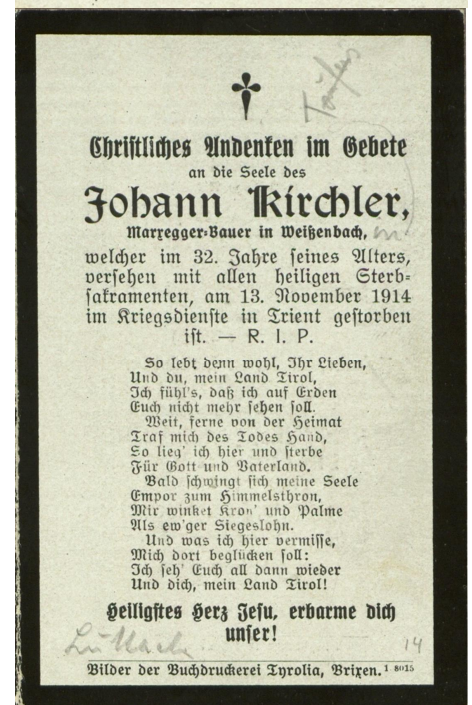 Taufers
Christliches Andenken im Gebete
an die Seele des
Johann Kirchler,
Marxegger-Bauer in Weißenbach,
welcher im 32. Jahre seines Alters,
versehen mit allen heiligen Sterb-
sakramenten, am 13. November 1914
im Kriegsdienste in Trient gestorben
ist. — R. I. P.
So lebt denn wohl, Ihr Lieben,
Und du, mein Land Tirol,
Ich fühl's, daß ich auf Erden
Euch nicht mehr sehen soll.
Weit, ferne von der Heimat
Traf mich des Todes Hand,
So lieg' ich hier und sterbe
Für Gott und Vaterland.
Bald schwingt sich meine Seele
Empor zum Himmelsthron,
Mir winket Kron' und Palme
Als ew'ger Siegeslohn.
Und was ich hier vermisse,
Mich dort beglücken soll:
Ich seh' Euch all dann wieder
Und dich, mein Land Tirol!
Heiligstes Herz Jesu, erbarme dich
unser!
Luttach 14
Bilder der Buchdruckerei Tyrolia, Brixen. 1 8015